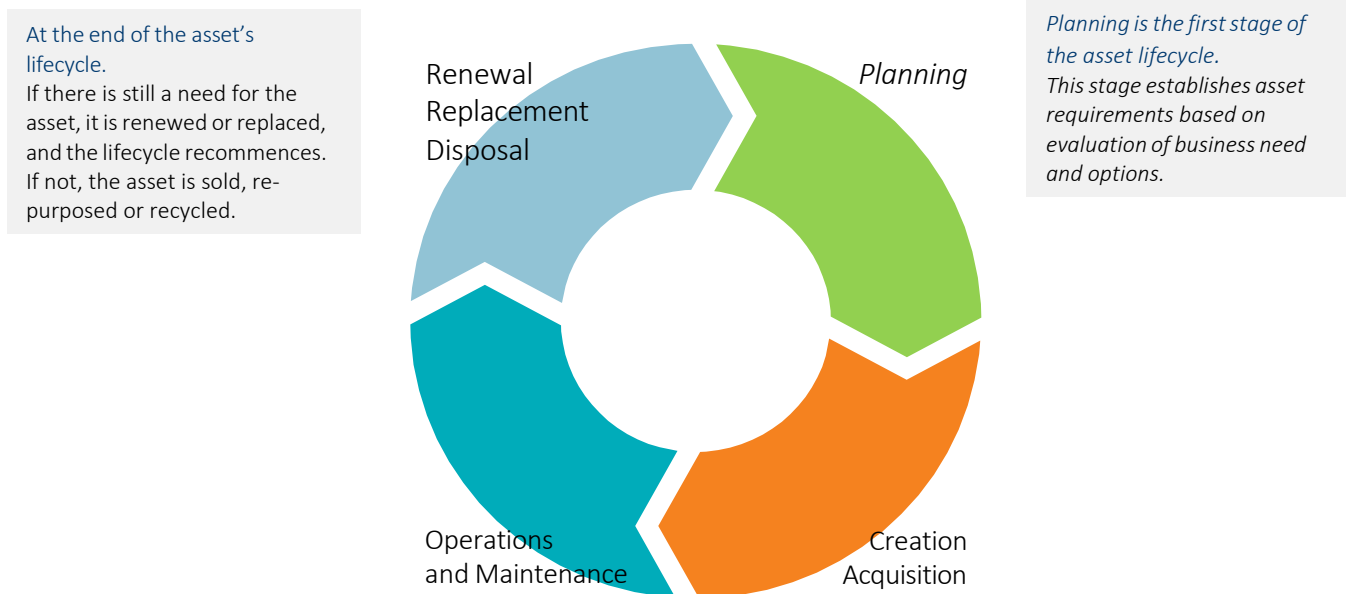 At the end of the asset’s
lifecycle.
If there is still a need for the
asset, it is renewed or replaced,
and the lifecycle recommences.
If not, the asset is sold, re-
purposed or recycled.
Renewal
Replacement
Disposal
Planning
Planning is the first stage of
the asset lifecycle.
This stage establishes asset
requirements based on
evaluation of business need
and options.
Operations
and Maintenance
Creation
Acquisition